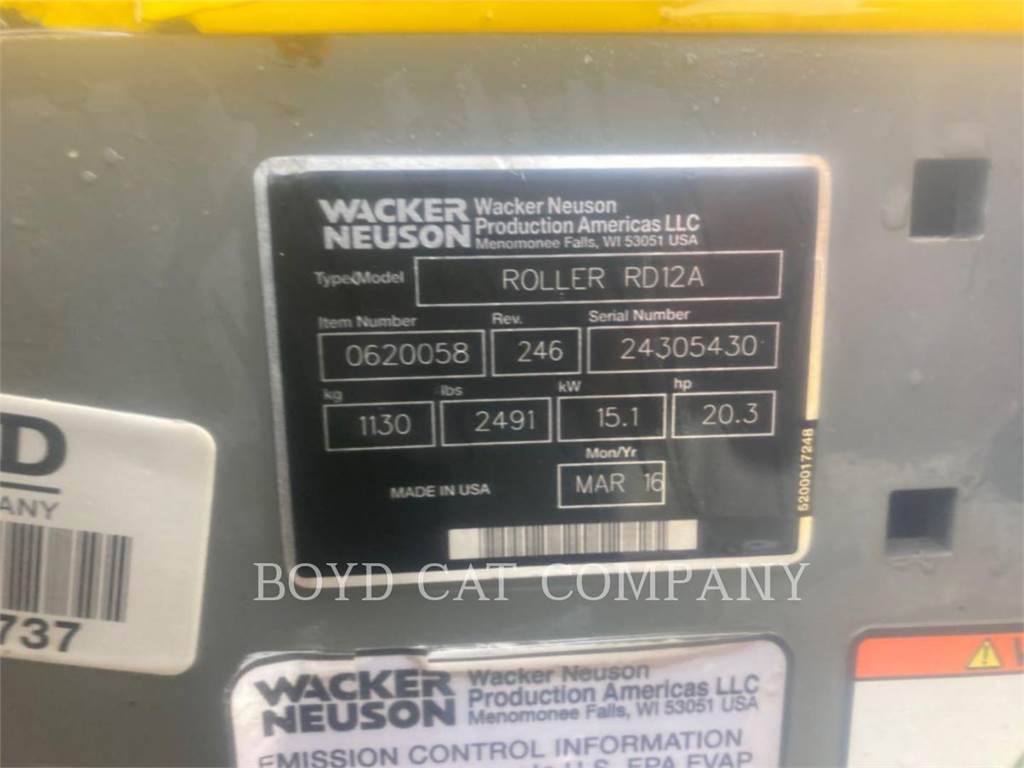 WACKER NEUSON
Wacker Neuson
Production Americas LLC
Menomonee Falls, WI 53051 USA
Type/Model ROLLER RD12A
Item Number Rev. Serial Number
0620058 246 24305430
kg lbs kW hp
1130 2491 15.1 20.3
Mon/Yr
MADE IN USA MAR 16
5200017248
BOYD CAT COMPANY
D
ANY
737
WACKER NEUSON
Wacker Neuson
Production Americas LLC
Menomonee Falls, WI 53051 USA
EMISSION CONTROL INFORMATION
U.S. EPA EVAP